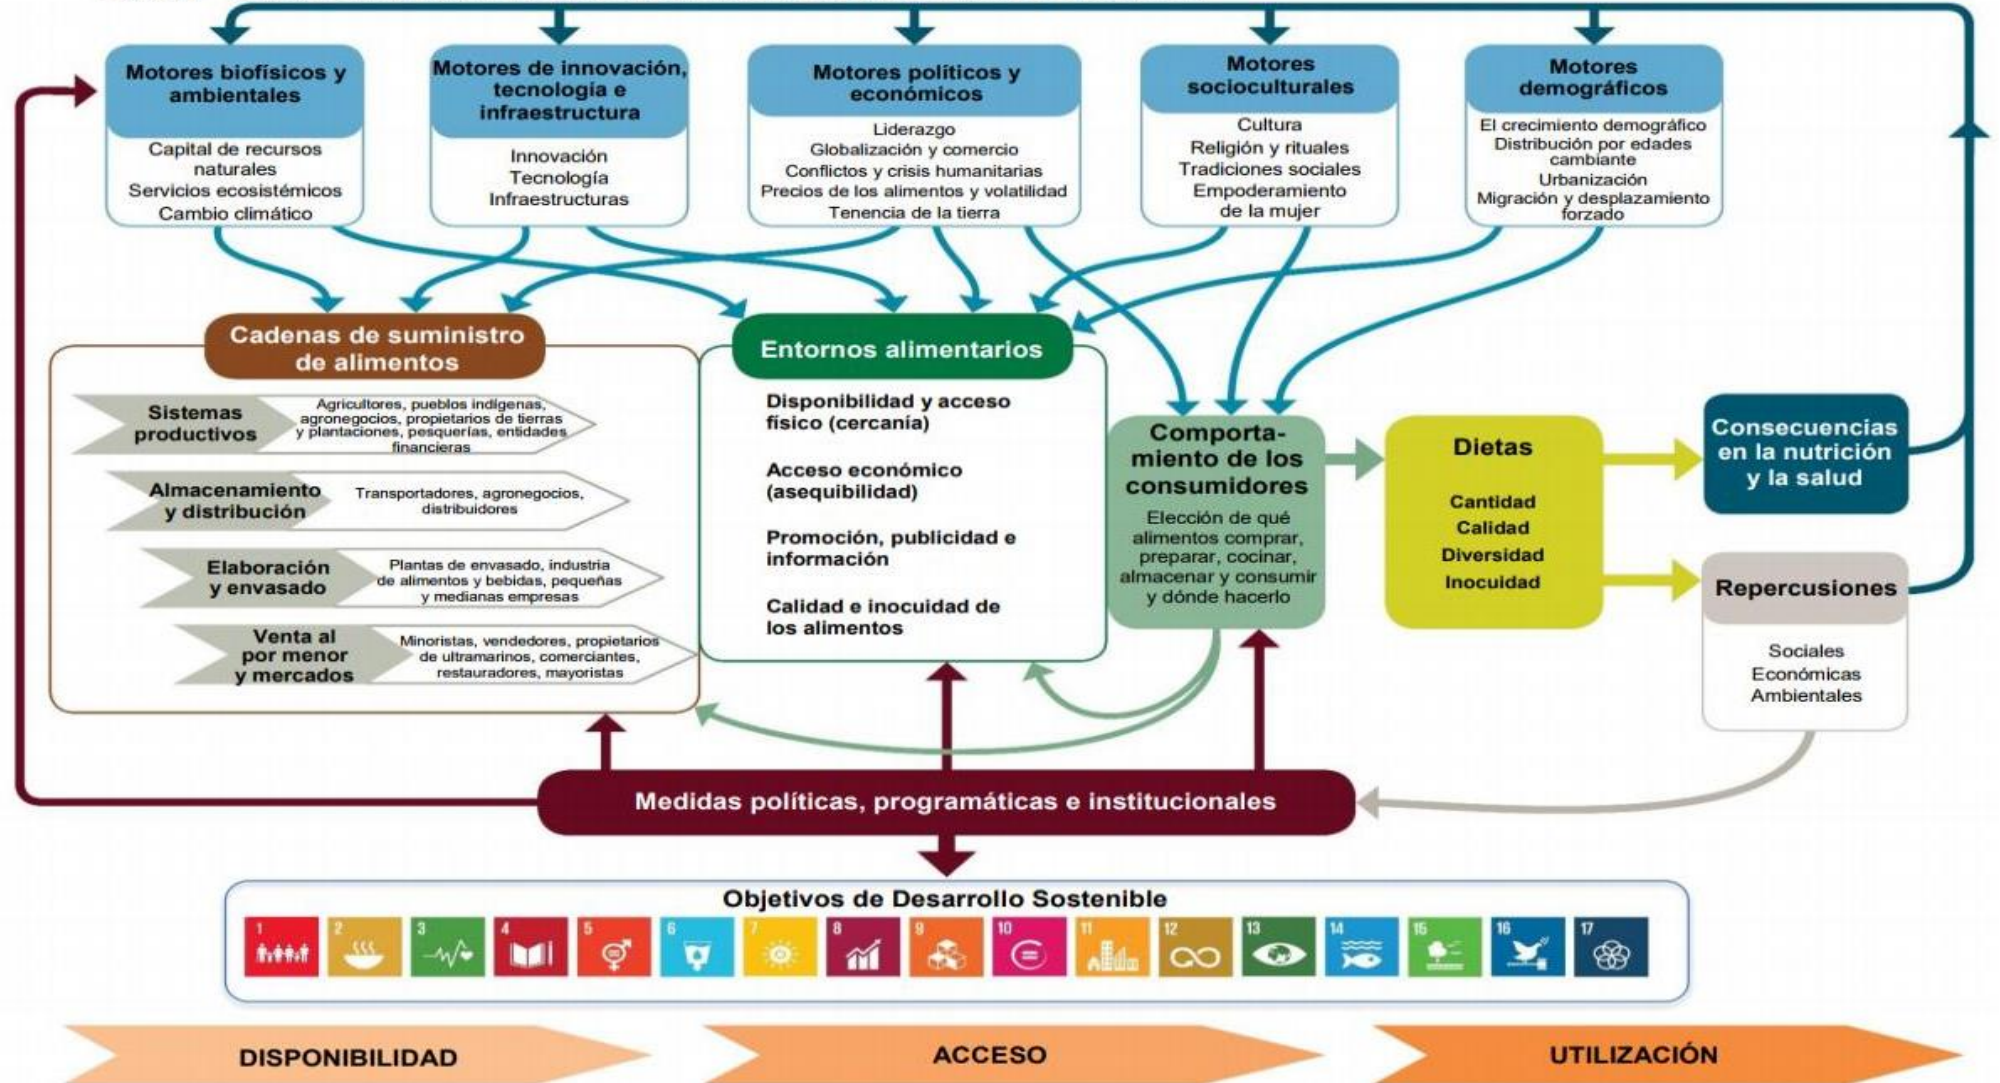 Motores biofísicos y
ambientales
Capital de recursos
naturales
Servicios ecosistémicos
Cambio climático
Motores de innovación,
tecnología e
infraestructura
Innovación
Tecnología
Infraestructuras
Motores políticos y
económicos
Liderazgo
Globalización y comercio
Conflictos y crisis humanitarias
Precios de los alimentos y volatilidad
Tenencia de la tierra
Motores
socioculturales
Cultura
Religión y rituales
Tradiciones sociales
Empoderamiento
de la mujer
Motores
demográficos
El crecimiento demográfico
Distribución por edades
cambiante
Urbanización
Migración y desplazamiento
forzado
Cadenas de suministro
de alimentos
Sistemas
productivos
Agricultores, pueblos indígenas,
agronegocios, propietarios de tierras
y plantaciones, pesquerías, entidades
financieras
Almacenamiento
y distribución
Transportadores, agronegocios,
distribuidores
Elaboración
y envasado
Plantas de envasado, industria
de alimentos y bebidas, pequeñas
y medianas empresas
Venta al
por menor
y mercados
Minoristas, vendedores, propietarios
de ultramarinos, comerciantes,
restauradores, mayoristas
Entornos alimentarios
Disponibilidad y acceso
físico (cercanía)
Acceso económico
(asequibilidad)
Promoción, publicidad e
información
Calidad e inocuidad de
los alimentos
Comporta-
miento de los
consumidores
Elección de qué
alimentos comprar,
preparar, cocinar,
almacenar y consumir
y dónde hacerlo
Dietas
Cantidad
Calidad
Diversidad
Inocuidad
Consecuencías
en la nutrición
y la salud
Repercusiones
Sociales
Económicas
Ambientales
Medidas políticas, programáticas e institucionales
Objetivos de Desarrollo Sostenible
1 2 3 4 5 6 7 8 9 10 11 12 13 14 15 16 17
DISPONIBILIDAD
ACCESO
UTILIZACIÓN